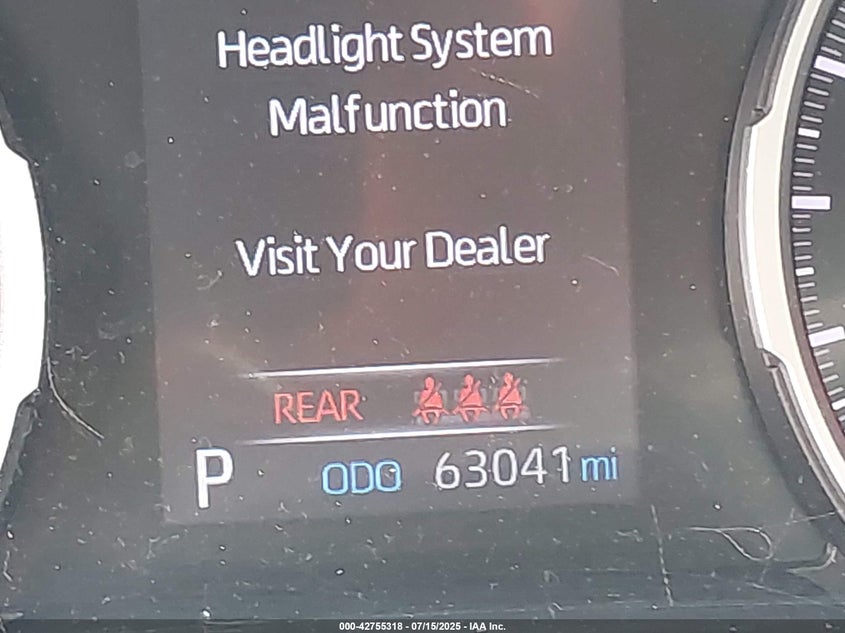 Headlight System
Malfunction
Visit Your Dealer
REAR
P ODO 63041 mi
000-42755318 - 07/15/2025 - IAA Inc.